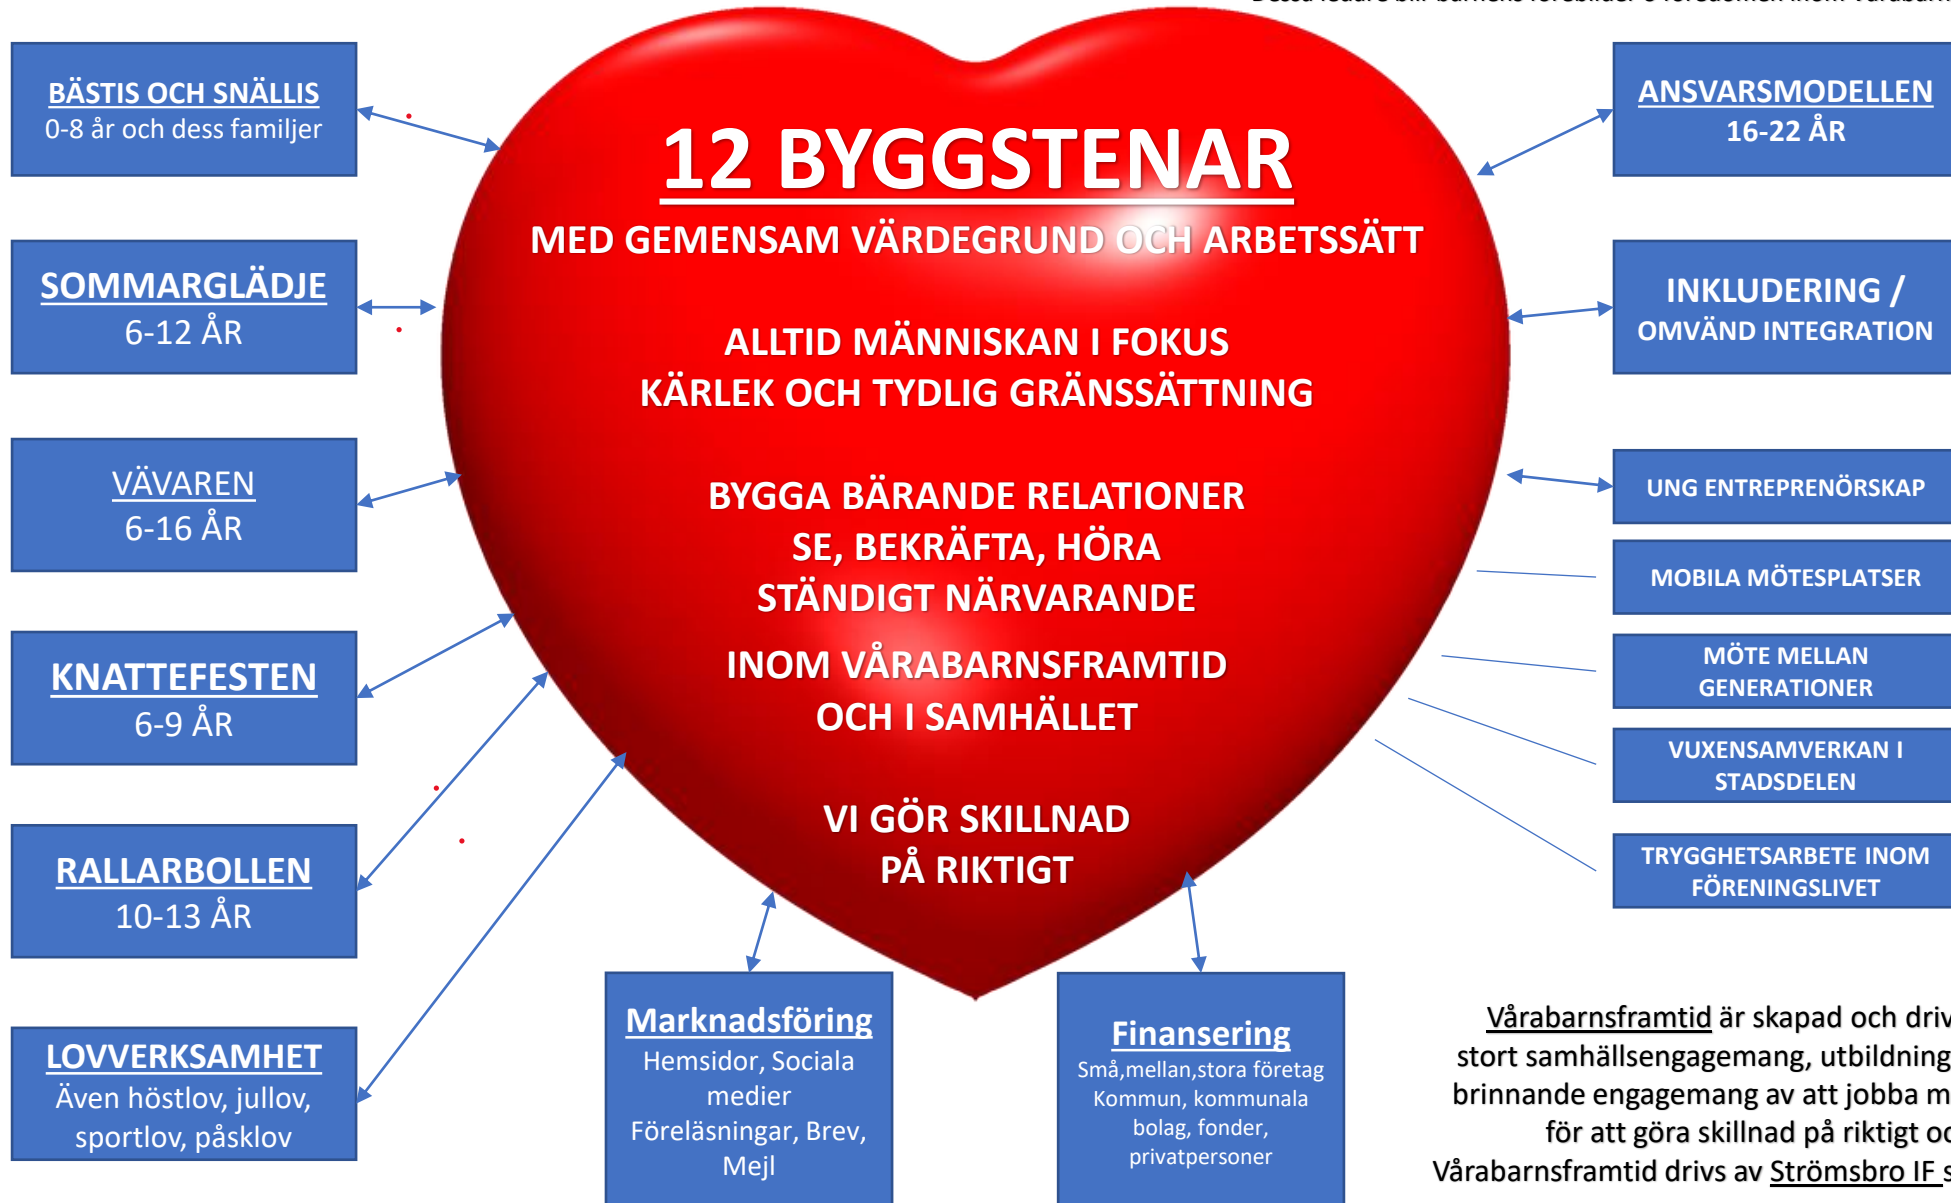 BÄSTIS OCH SNÄLLIS
0-8 år och dess familjer
SOMMARGLÄDJE
6-12 ÅR
VÄVAREN
6-16 ÅR
KNATTEFESTEN
6-9 ÅR
RALLARBOLLEN
10-13 ÅR
LOVVERKSAMHET
Även höstlov, jullov,
sportlov, påsklov
12 BYGGSTENAR
MED GEMENSAM VÄRDEGRUND OCH ARBETSSÄTT
ALLTID MÄNNISKAN I FOKUS
KÄRLEK OCH TYDLIG GRÄNSSÄTTNING
BYGGA BÄRANDE RELATIONER
SE, BEKRÄFTA, HÖRA
STÄNDIGT NÄRVARANDE
INOM VÅRABARNSFRAMTID
OCH I SAMHÄLLET
VI GÖR SKILLNAD
PÅ RIKTIGT
Marknadsföring
Hemsidor, Sociala
medier
Föreläsningar, Brev,
Mejl
Finansering
Små,mellan,stora företag
Kommun, kommunala
bolag, fonder,
privatpersoner
ANSVARSMODELLEN
16-22 ÅR
INKLUDERING /
OMVÄND INTEGRATION
UNG ENTREPRENÖRSKAP
MOBILA MÖTESPLATSER
MÖTE MELLAN
GENERATIONER
VUXENSAMVERKAN I
STADSDELEN
TRYGGHETSARBETE INOM
FÖRENINGSLIVET
Vårabarnsframtid är skapad och driv
stort samhällsengagemang, utbildning
brinnande engagemang av att jobba m
för att göra skillnad på riktigt oc
Vårabarnsframtid drivs av Strömsbro IF s